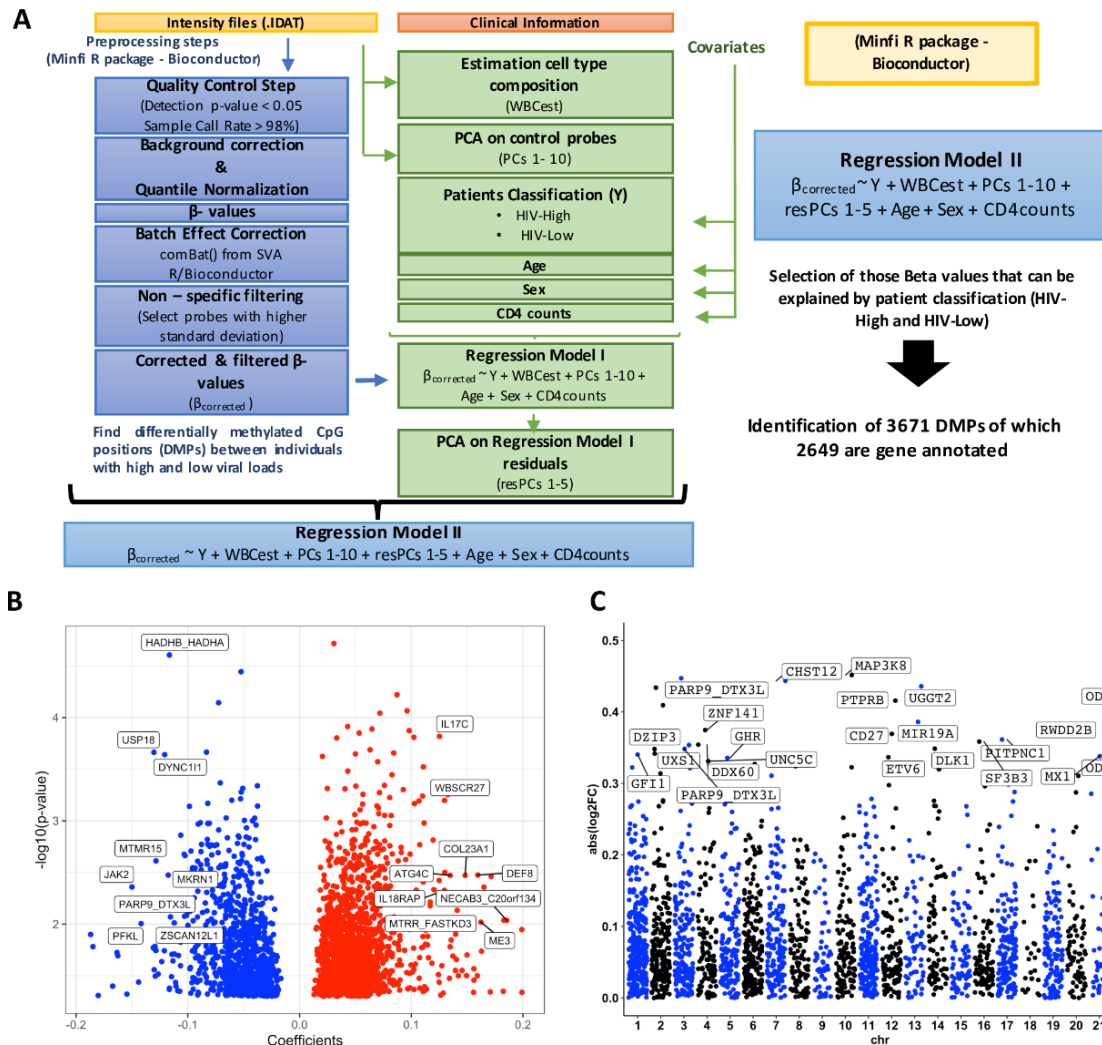 A
Intensity files (.IDAT)
Preprocessing steps
(Minfi R package - Bioconductor)
Quality Control Step
(Detection p-value < 0.05
Sample Call Rate > 98%)
Background correction
&
Quantile Normalization
β- values
Batch Effect Correction
comBat() from SVA
R/Bioconductor
Non – specific filtering
(Select probes with higher
standard deviation)
Corrected & filtered β-
values
(βcorrected )
Find differentially methylated CpG
positions (DMPs) between individuals
with high and low viral loads
Clinical Information
Estimation cell type
composition
(WBCest)
PCA on control probes
(PCs 1- 10)
Patients Classification (Y)
• HIV-High
• HIV-Low
Age
Sex
CD4 counts
Regression Model I
βcorrected ~ Y + WBCest + PCs 1-10 +
Age + Sex + CD4counts
PCA on Regression Model I
residuals
(resPCs 1-5)
Covariates
Regression Model II
βcorrected ~ Y + WBCest + PCs 1-10 + resPCs 1-5 + Age + Sex + CD4counts
(Minfi R package -
Bioconductor)
Regression Model II
βcorrected ~ Y + WBCest + PCs 1-10 +
resPCs 1-5 + Age + Sex + CD4counts
Selection of those Beta values that can be
explained by patient classification (HIV-
High and HIV-Low)
Identification of 3671 DMPs of which
2649 are gene annotated
B
-log10(p-value)
4
3
2
HADHB_HADHA
IL17C
USP18
DYNC1I1
WBSCR27
MTMR15
COL23A1
JAK2
MKRN1
ATG4C
DEF8
PARP9_DTX3L
IL18RAP
NECAB3_C20orf134
PFKL
ZSCAN12L1
MTRR_FASTKD3
ME3
-0.2
-0.1
0.0
0.1
0.2
Coefficients
C
abs(log2FC)
0.5
0.4
0.3
0.2
0.1
0.0
CHST12
MAP3K8
PARP9_DTX3L
PTPRB
UGGT2
OD
ZNF141
DZIP3
GHR
CD27
MIR19A
RWDD2B
UXS1
UNC5C
PITPNC1
DDX60
ETV6
DLK1
OD
GFI1
PARP9_DTX3L
SF3B3
MX1
1 2 3 4 5 6 7 8 9 10 11 12 13 14 15 16 17 18 19 20 21
chr